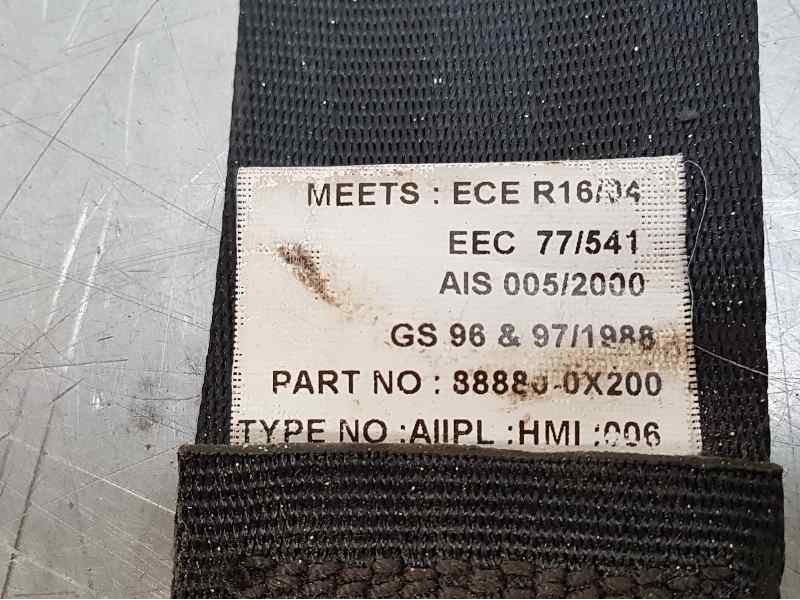 MEETS : ECE R16/04
EEC 77/541
AIS 005/2000
GS 96 & 97/1988
PART NO : 88880-0X200
TYPE NO :AIIPL :HMI :006